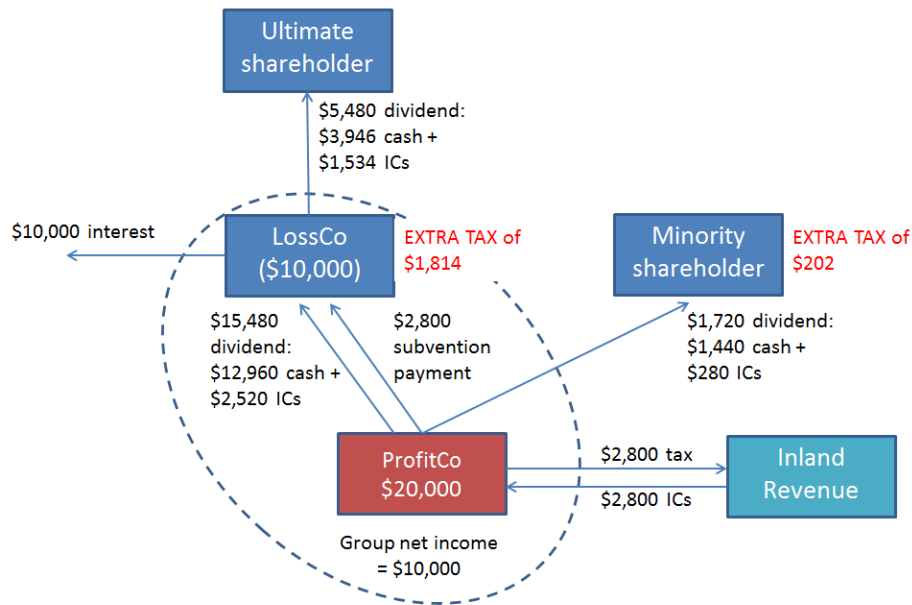 Ultimate
shareholder
$5,480 dividend:
$3,946 cash +
$1,534 ICs
$10,000 interest
LossCo
($10,000)
EXTRA TAX of
$1,814
Minority
shareholder
EXTRA TAX of
$202
$15,480
dividend:
$12,960 cash +
$2,520 ICs
$2,800
subvention
payment
$1,720 dividend:
$1,440 cash +
$280 ICs
ProfitCo
$20,000
$2,800 tax
$2,800 ICs
Inland
Revenue
Group net income
= $10,000